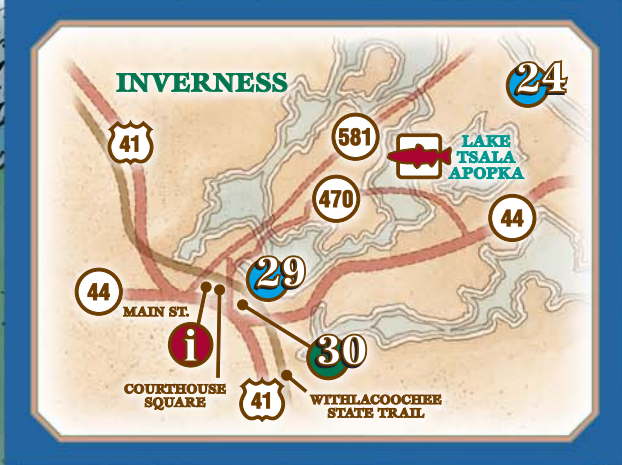 INVERNESS
24
41
581
LAKE
TSALA
APOPKA
470
44
29
44
MAIN ST.
i
30
COURTHOUSE
SQUARE
41
WITHLACOOCHEE
STATE TRAIL